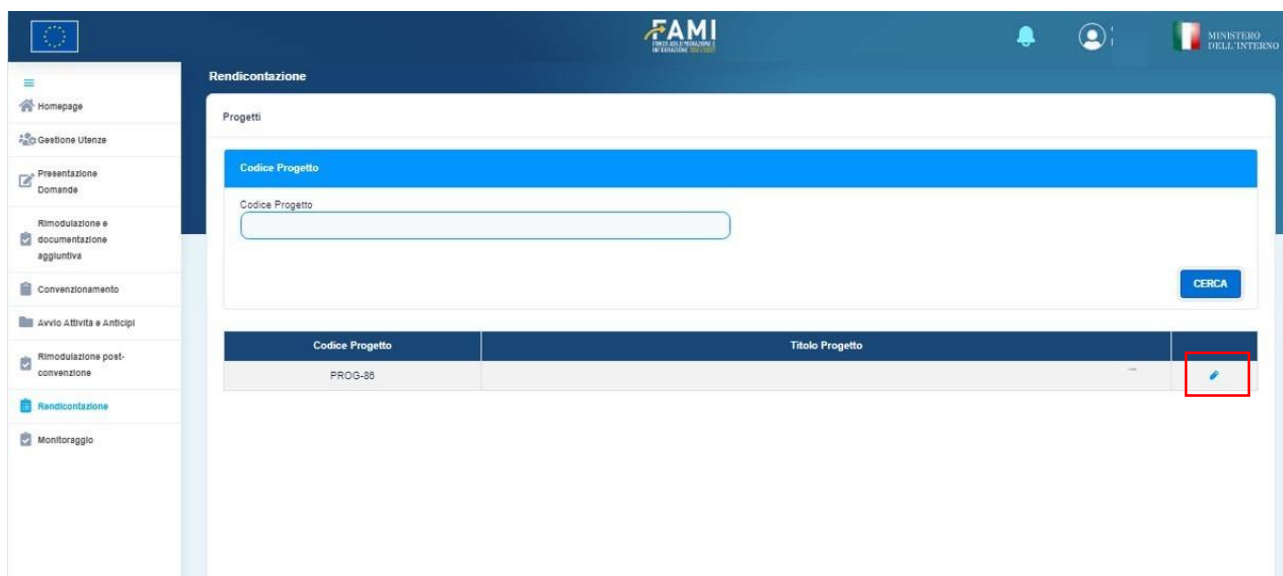 FAMI
MINISTERO
DELL'INTERNO
Rendicontazione
Homepage
Gestione Utenze
Presentazione
Domande
Rimodulazione e
documentazione
aggiuntiva
Convenzionamento
Avvio Attivita e Anticipi
Rimodulazione post-
convenzione
Rendicontazione
Monitoraggio
Progetti
Codice Progetto
Codice Progetto
CERCA
Codice Progetto Titolo Progetto
PROG-86